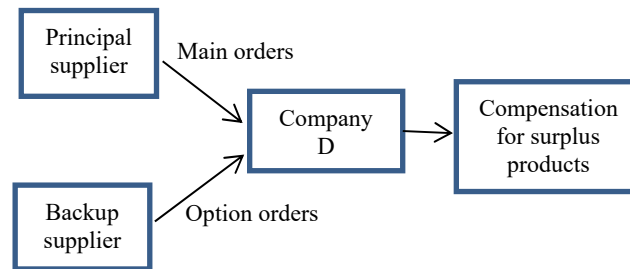 Principal
supplier
Main orders
Company
D
Compensation
for surplus
products
Backup
supplier
Option orders